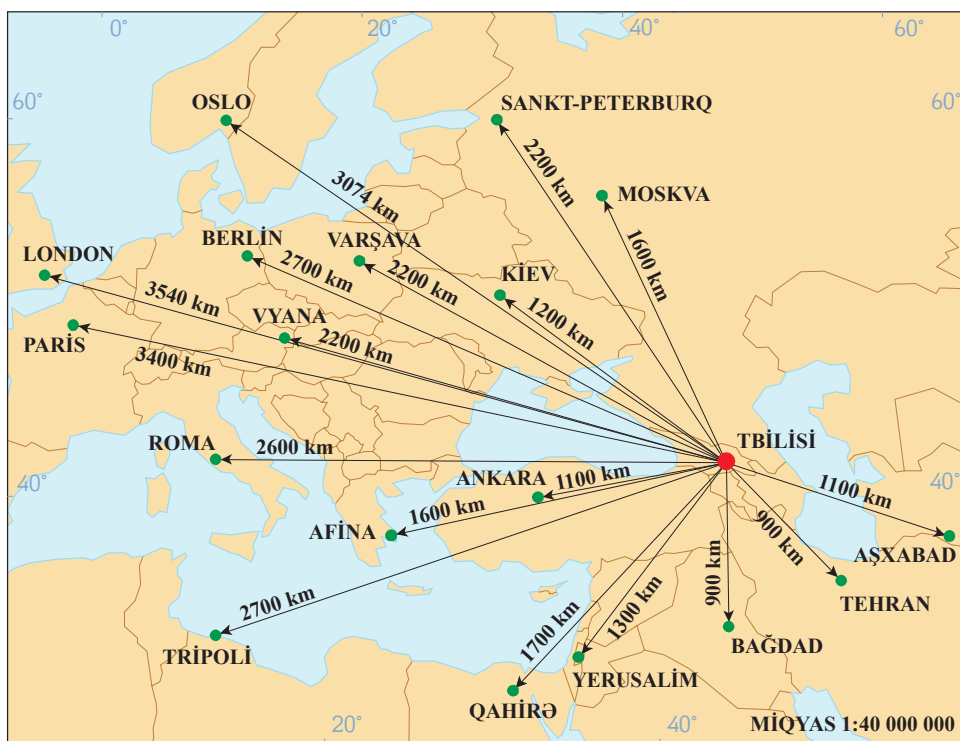 0°
20°
40°
60°
60°
60°
OSLO
SANKT-PETERBURQ
2200 km
3074 km
MOSKVA
1600 km
BERLİN
VARŞAVA
LONDON
2700 km
2200 km
KİEV
1200 km
3540 km
VYANA
2200 km
PARİS
3400 km
ROMA
2600 km
TBILISİ
ANKARA
1100 km
40°
40°
1100 km
1600 km
AFİNA
900 km
AŞXABAD
900 km
TEHRAN
2700 km
1300 km
1700 km
TRİPOLİ
BAĞDAD
YERUSALİM
QAHİRƏ
20°
40°
MİQYAS 1:40 000 000